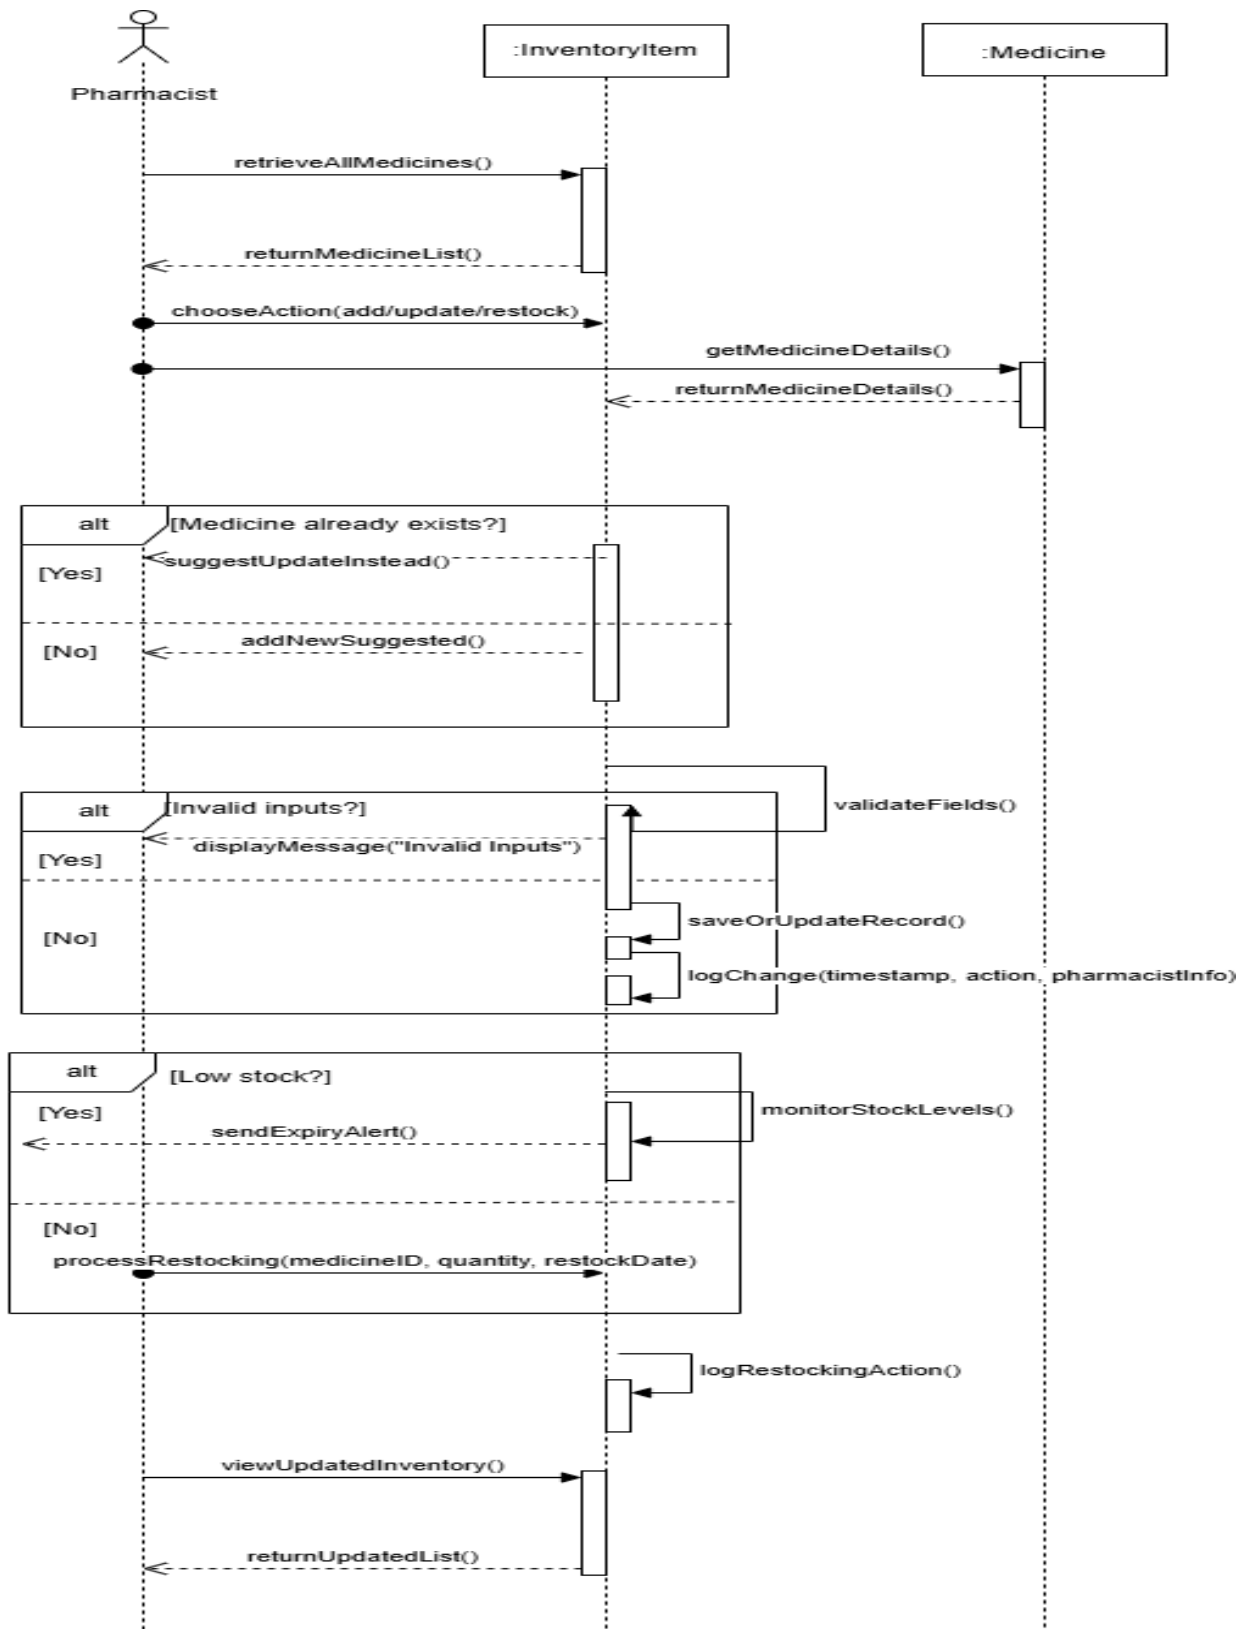 :InventoryItem
:Medicine
Pharmacist
retrieveAllMedicines()
returnMedicineList()
chooseAction(add/update/restock)
getMedicineDetails()
returnMedicineDetails()
alt
[Medicine already exists?]
suggestUpdateInstead()
[Yes]
addNewSuggested()
[No]
validateFields()
alt
[Invalid inputs?]
displayMessage("Invalid Inputs")
[Yes]
saveOrUpdateRecord()
[No]
logChange(timestamp, action, pharmacistInfo)
alt
[Low stock?]
[Yes]
monitorStockLevels()
sendExpiryAlert()
[No]
processRestocking(medicineID, quantity, restockDate)
logRestockingAction()
viewUpdatedInventory()
returnUpdatedList()